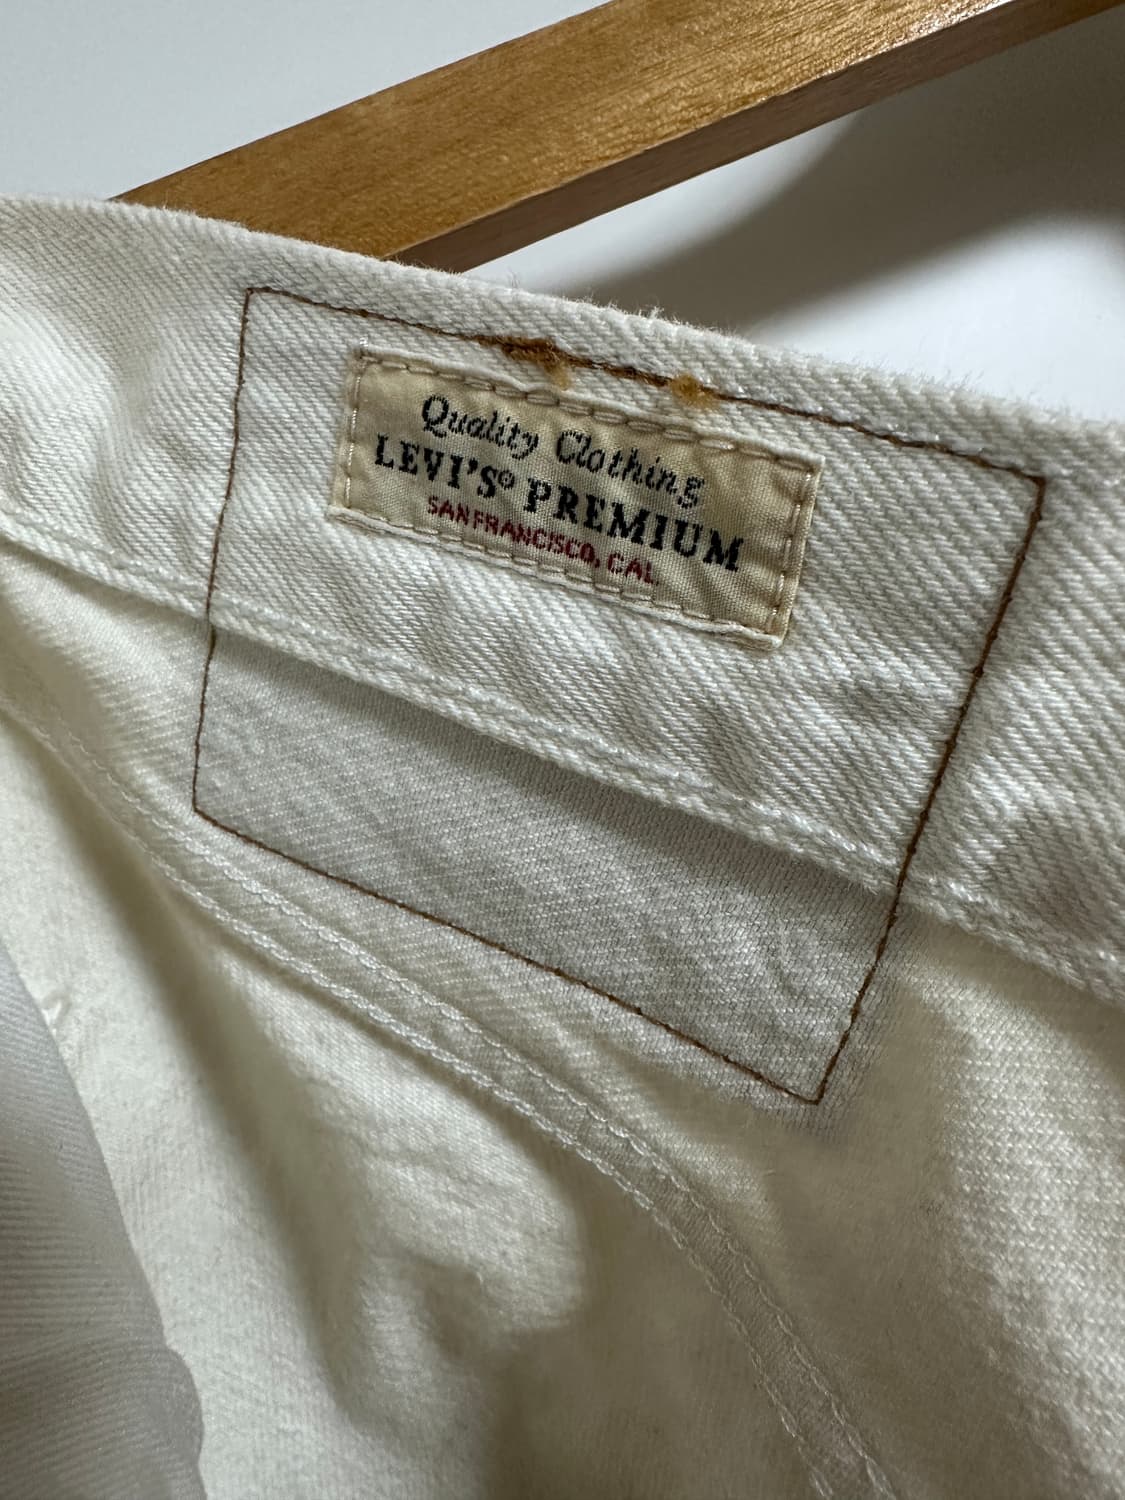 Quality Clothing
LEVI'S® PREMIUM
SAN FRANCISCO, CAL.